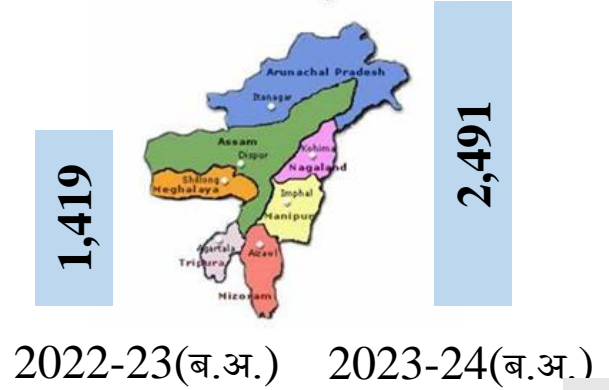 Arunachal Pradesh
Itanagar
Assam
Dispur
Kohima
Nagaland
Shillong
Meghalaya
Imphal
Manipur
Agartala
Tripura
Aizawl
Mizoram
1,419
2,491
2022-23(ब.अ.) 2023-24(ब.अ.)